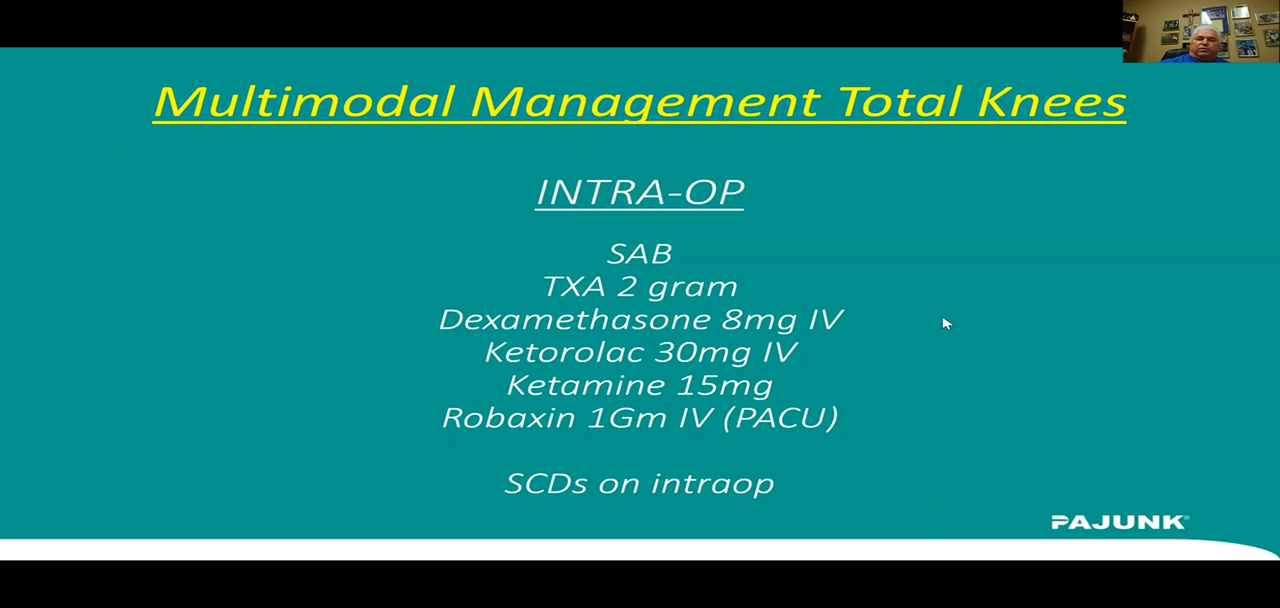 Multimodal Management Total Knees
INTRA-OP
SAB
TXA 2 gram
Dexamethasone 8mg IV
Ketorolac 30mg IV
Ketamine 15mg
Robaxin 1Gm IV (PACU)
SCDs on intraop
PAJUNK®